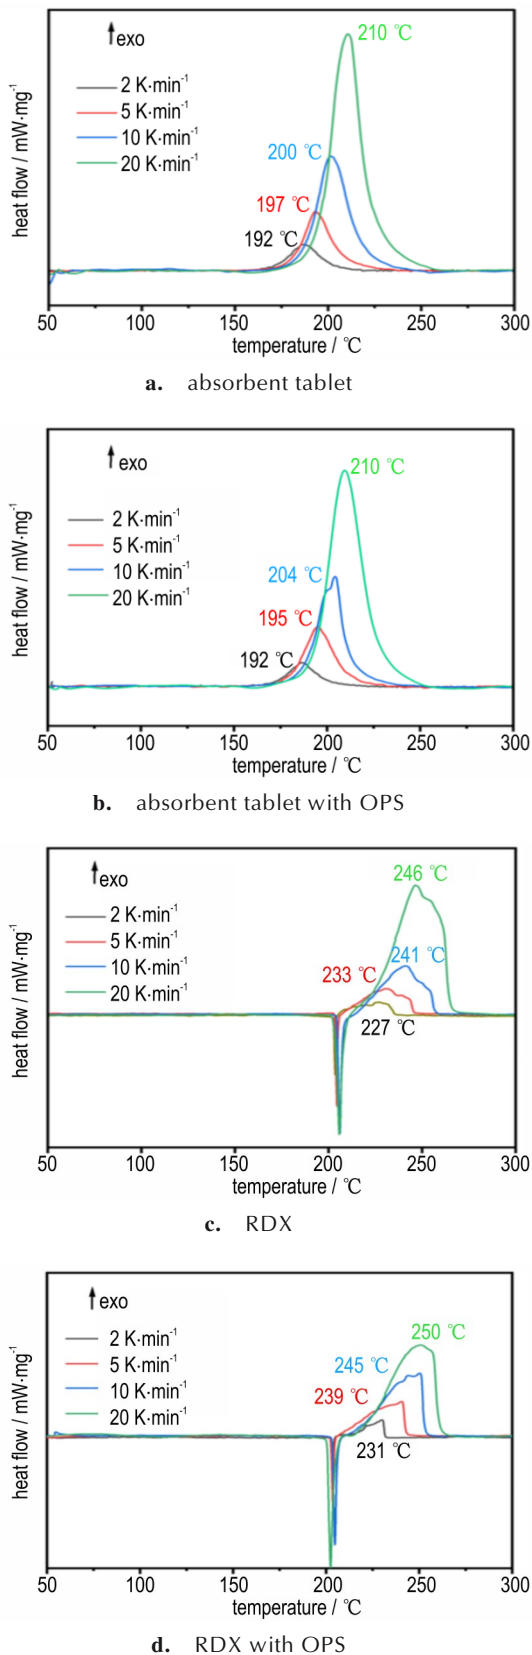 210 ℃
↑exo
2 K·min⁻¹
5 K·min⁻¹
200 ℃
10 K·min⁻¹
20 K·min⁻¹
197 ℃
192 ℃
heat flow / mW·mg⁻¹
50 100 150 200 250 300
temperature / ℃
a. absorbent tablet
↑exo
210 ℃
2 K·min⁻¹
5 K·min⁻¹
10 K·min⁻¹
204 ℃
20 K·min⁻¹
195 ℃
192 ℃
heat flow / mW·mg⁻¹
50 100 150 200 250 300
temperature / ℃
b. absorbent tablet with OPS
↑exo
246 ℃
2 K·min⁻¹
5 K·min⁻¹
241 ℃
10 K·min⁻¹
233 ℃
20 K·min⁻¹
227 ℃
heat flow / mW·mg⁻¹
50 100 150 200 250 300
temperature / ℃
c. RDX
↑exo
250 ℃
2 K·min⁻¹
5 K·min⁻¹
245 ℃
10 K·min⁻¹
239 ℃
20 K·min⁻¹
231 ℃
heat flow / mW·mg⁻¹
50 100 150 200 250 300
temperature / ℃
d. RDX with OPS